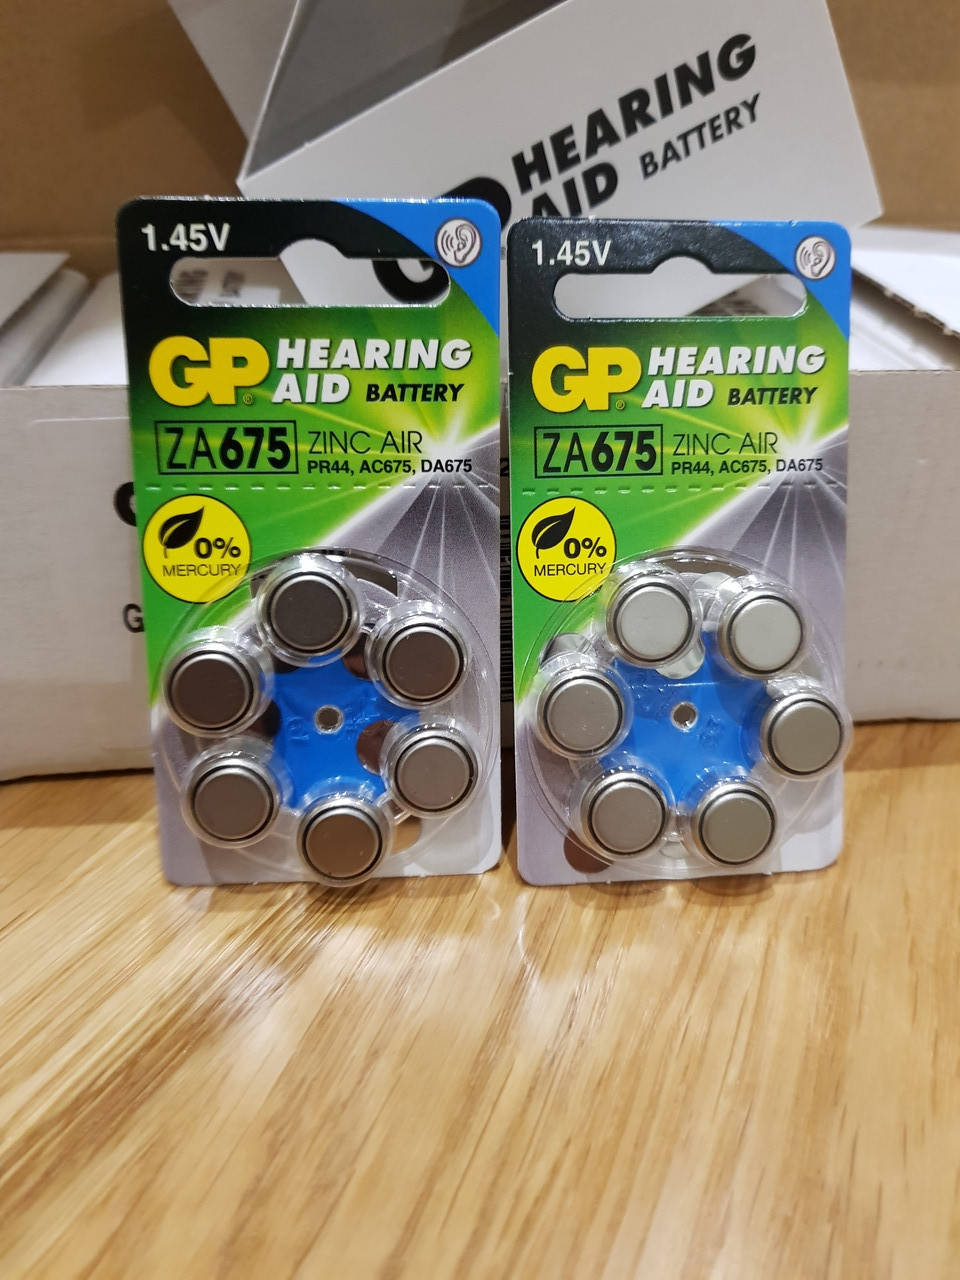 HEARING
AID BATTERY
1.45V
GP HEARING
AID BATTERY
ZA675 ZINC AIR
PR44, AC675, DA675
0%
MERCURY
1.45V
GP HEARING
AID BATTERY
ZA675 ZINC AIR
PR44, AC675, DA675
0%
MERCURY